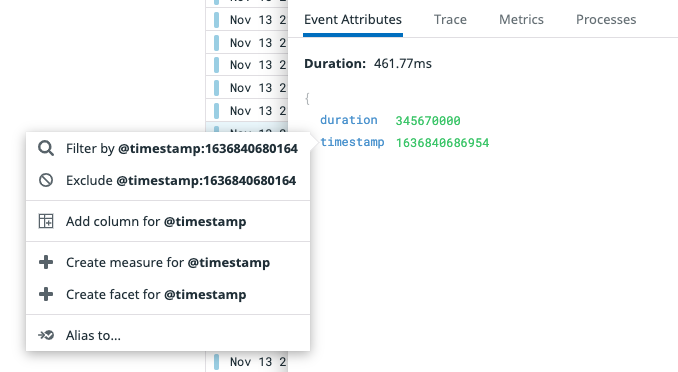 Nov 13 2
Nov 13 2
Nov 13 2
Nov 13 2
Nov 13 2
Event Attributes Trace Metrics Processes
Duration: 461.77ms
{
duration 345670000
timestamp 1636840686954
Filter by @timestamp:1636840680164
Exclude @timestamp:1636840680164
Add column for @timestamp
Create measure for @timestamp
Create facet for @timestamp
Alias to...
Nov 13 2